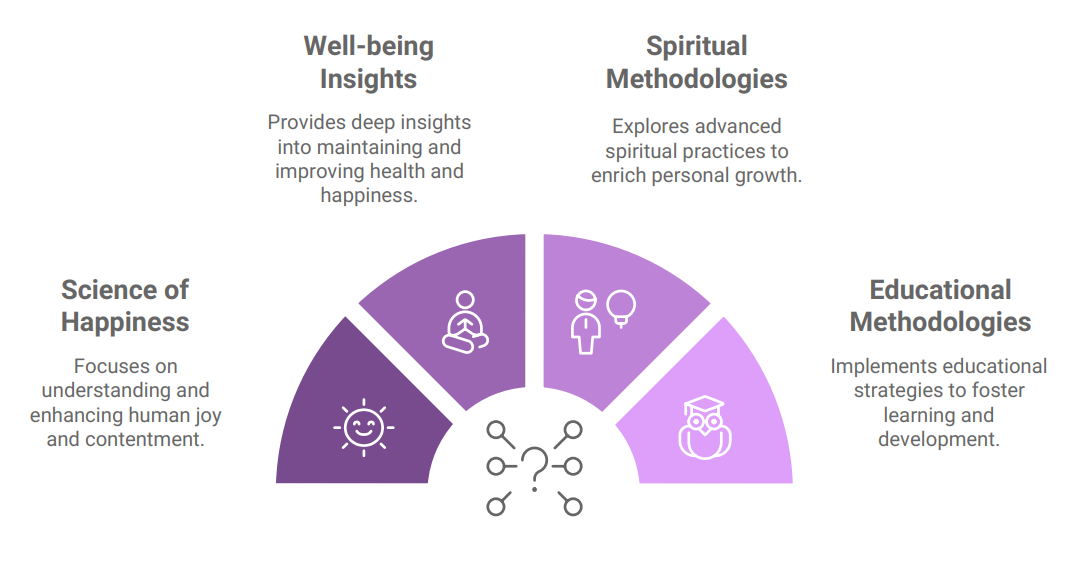 Well-being
Insights
Provides deep insights
into maintaining and
improving health and
happiness.
Spiritual
Methodologies
Explores advanced
spiritual practices to
enrich personal growth.
Science of
Happiness
Focuses on
understanding and
enhancing human joy
and contentment.
Educational
Methodologies
Implements educational
strategies to foster
learning and
development.
?